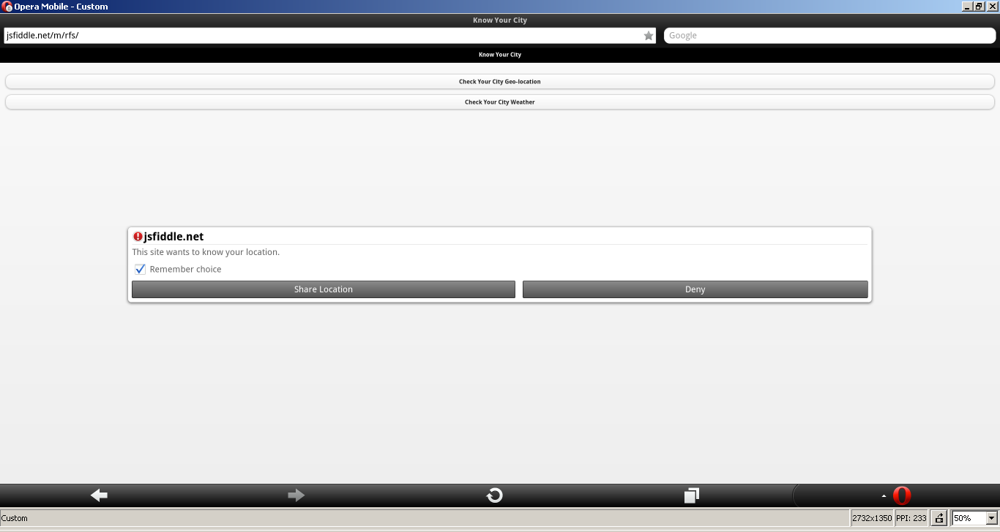 Opera Mobile - Custom
Know Your City
jsfiddle.net/m/rfs/
Google
Know Your City
Check Your City Geo-location
Check Your City Weather
jsfiddle.net
This site wants to know your location.
Remember choice
Share Location
Deny
Custom
2732x1350
PPI: 233
50%